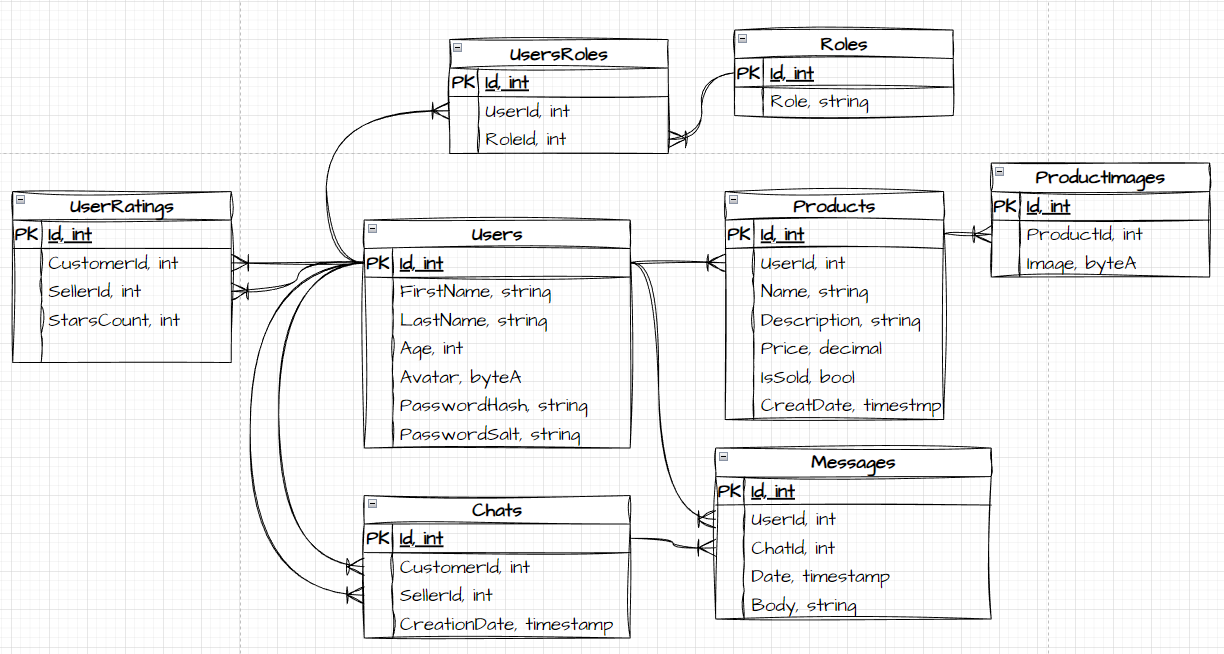 UsersRoles
PK Id, int
UserId, int
RoleId, int
Roles
PK Id, int
Role, string
UserRatings
PK Id, int
CustomerId, int
SellerId, int
StarsCount, int
Users
PK Id, int
FirstName, string
LastName, string
Age, int
Avatar, byteA
PasswordHash, string
PasswordSalt, string
Products
PK Id, int
UserId, int
Name, string
Description, string
Price, decimal
IsSold, bool
CreatDate, timestmp
ProductImages
PK Id, int
ProductId, int
Image, byteA
Chats
PK Id, int
CustomerId, int
SellerId, int
CreationDate, timestamp
Messages
PK Id, int
UserId, int
ChatId, int
Date, timestamp
Body, string